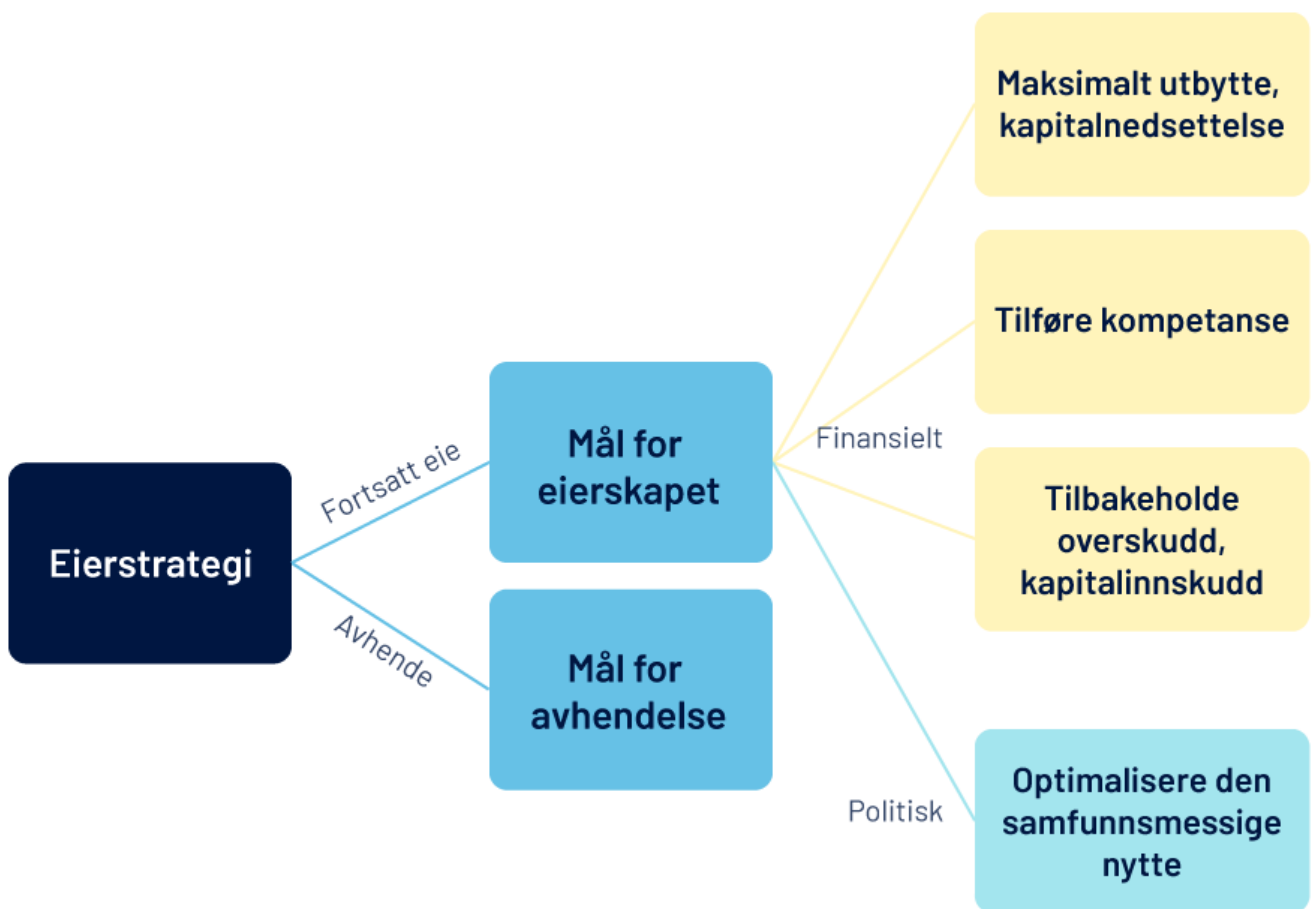 Eierstrategi
Fortsatt eie
Avhende
Mål for
eierskapet
Mål for
avhendelse
Finansielt
Politisk
Maksimalt utbytte,
kapitalnedsettelse
Tilføre kompetanse
Tilbakeholde
overskudd,
kapitalinnskudd
Optimalisere den
samfunnsmessige
nytte